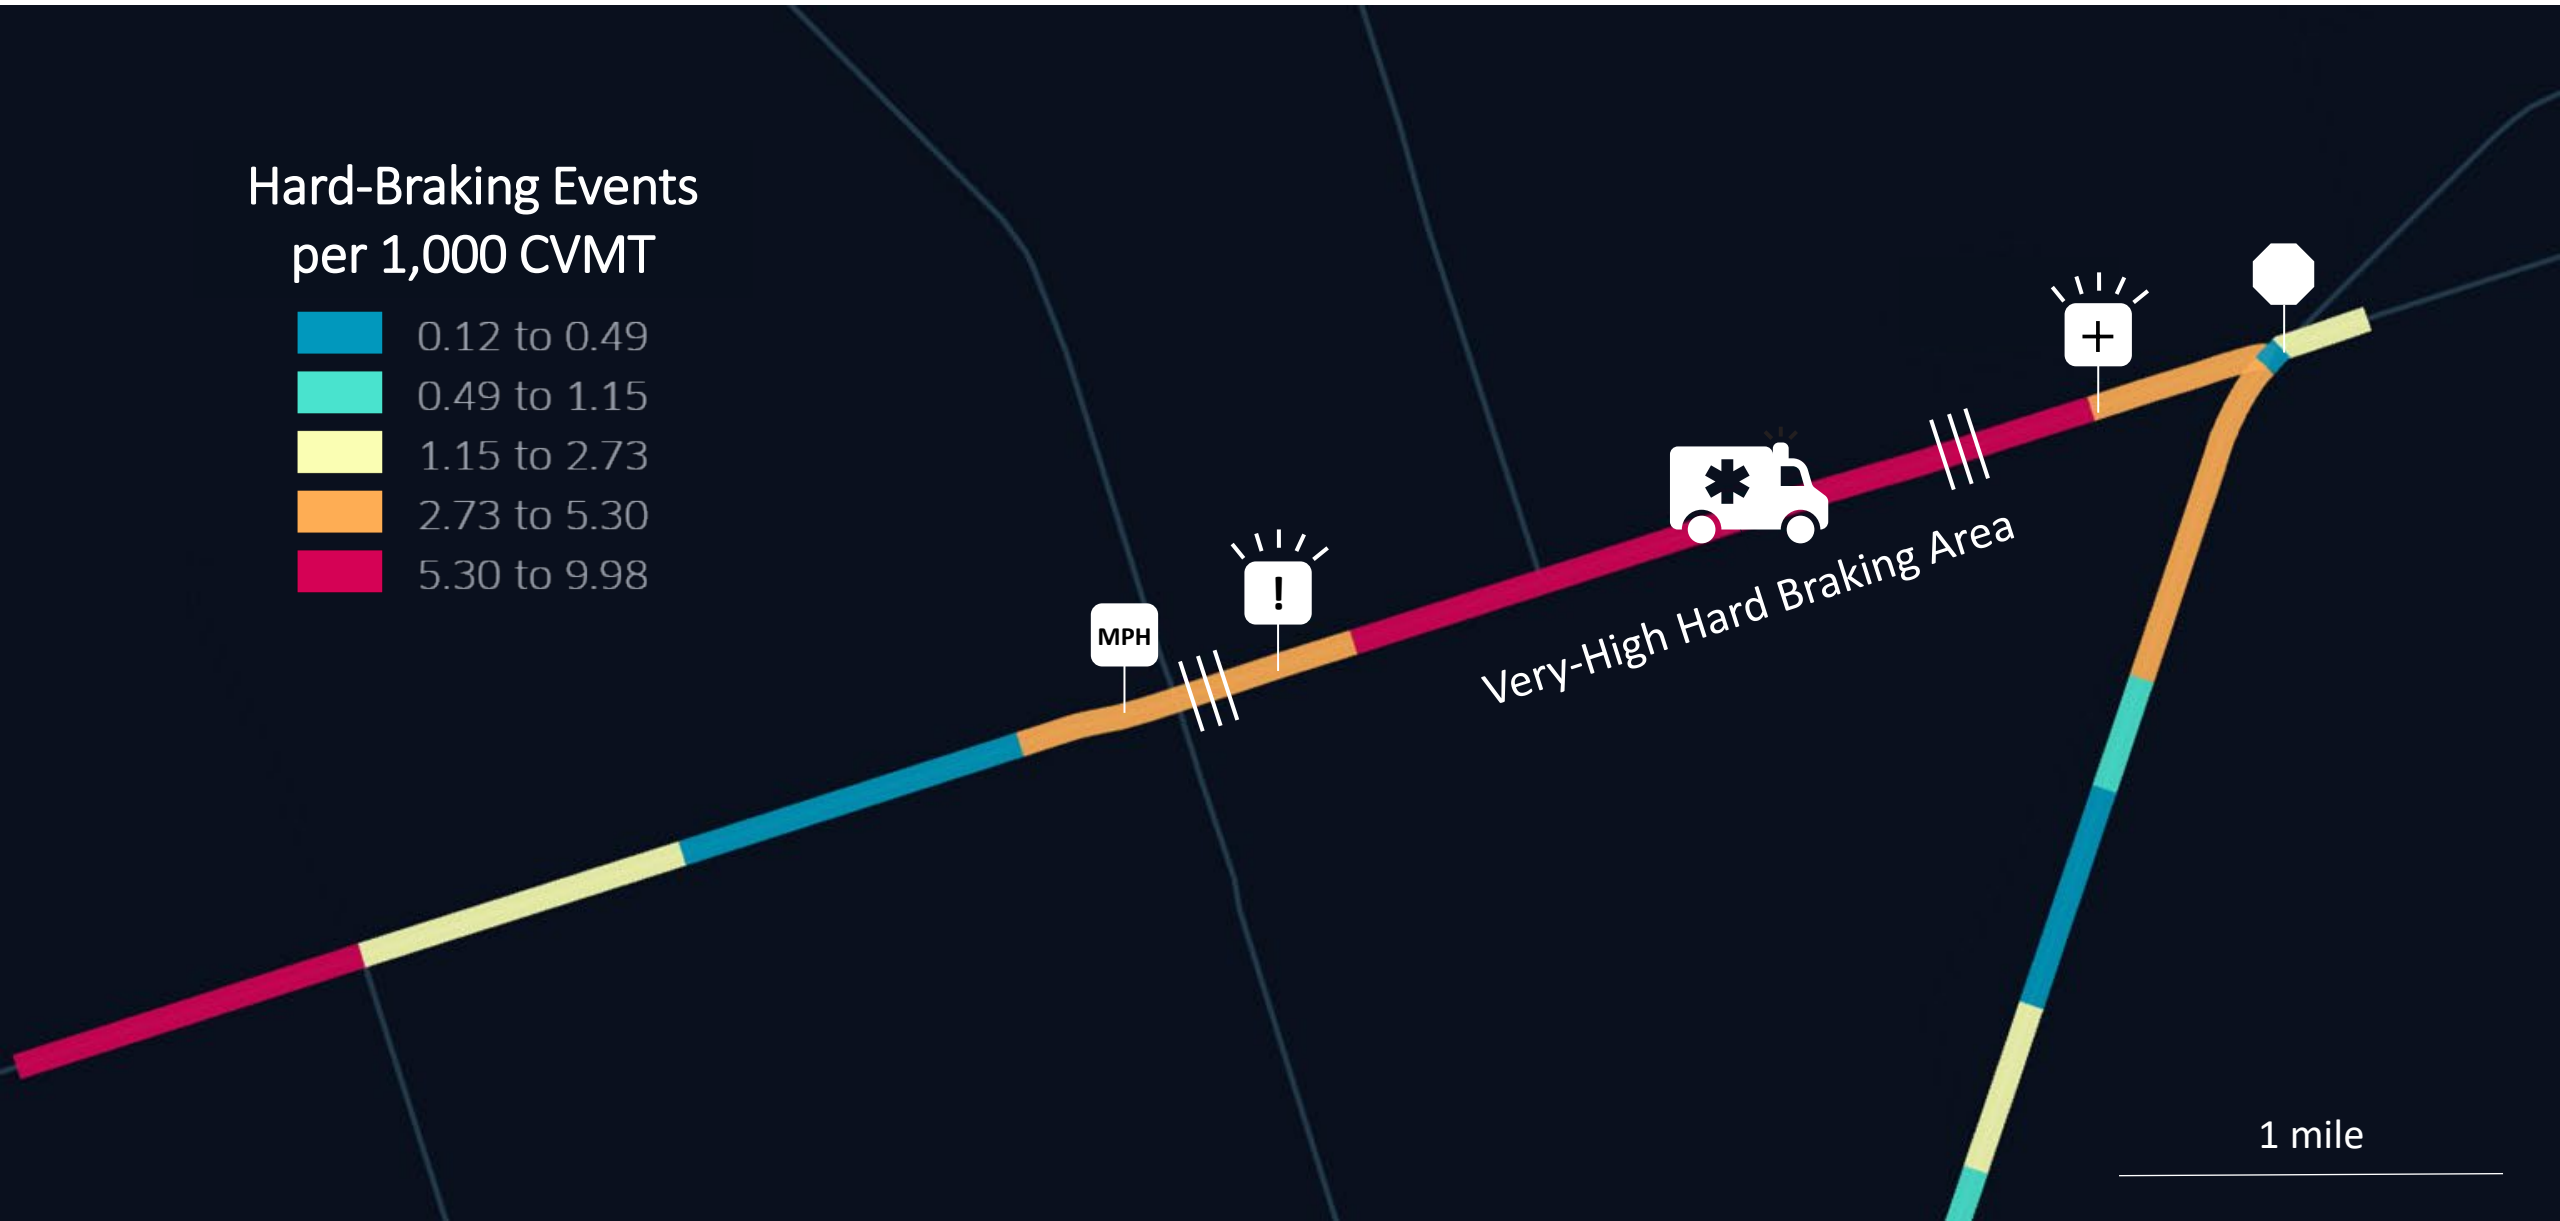 Hard-Braking Events
per 1,000 CVMT
0.12 to 0.49
0.49 to 1.15
1.15 to 2.73
2.73 to 5.30
5.30 to 9.98
+
!
MPH
Very-High Hard Braking Area
1 mile